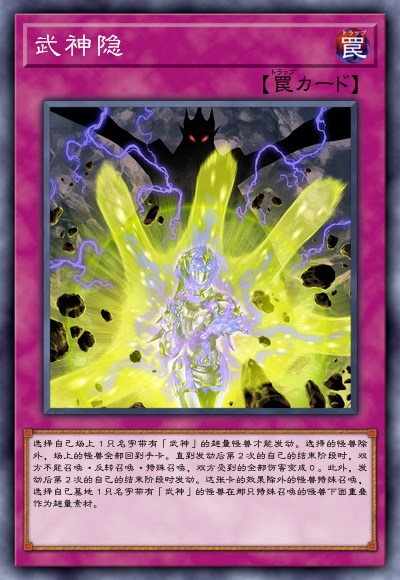 武神隐
トラップ
罠
トラップ
【罠カード】
选择自己场上１只名字带有「武神」的超量怪兽才能发动。选择的怪兽除
外，场上的怪兽全部回到手卡。直到发动后第２次的自己的结束阶段时，双
方不能召唤·反转召唤·特殊召唤，双方受到的全部伤害变成０。此外，发
动后第２次的自己的结束阶段时发动。这张卡的效果除外的怪兽特殊召唤，
选择自己墓地１只名字带有「武神」的怪兽在那只特殊召唤的怪兽下面重叠
作为超量素材。